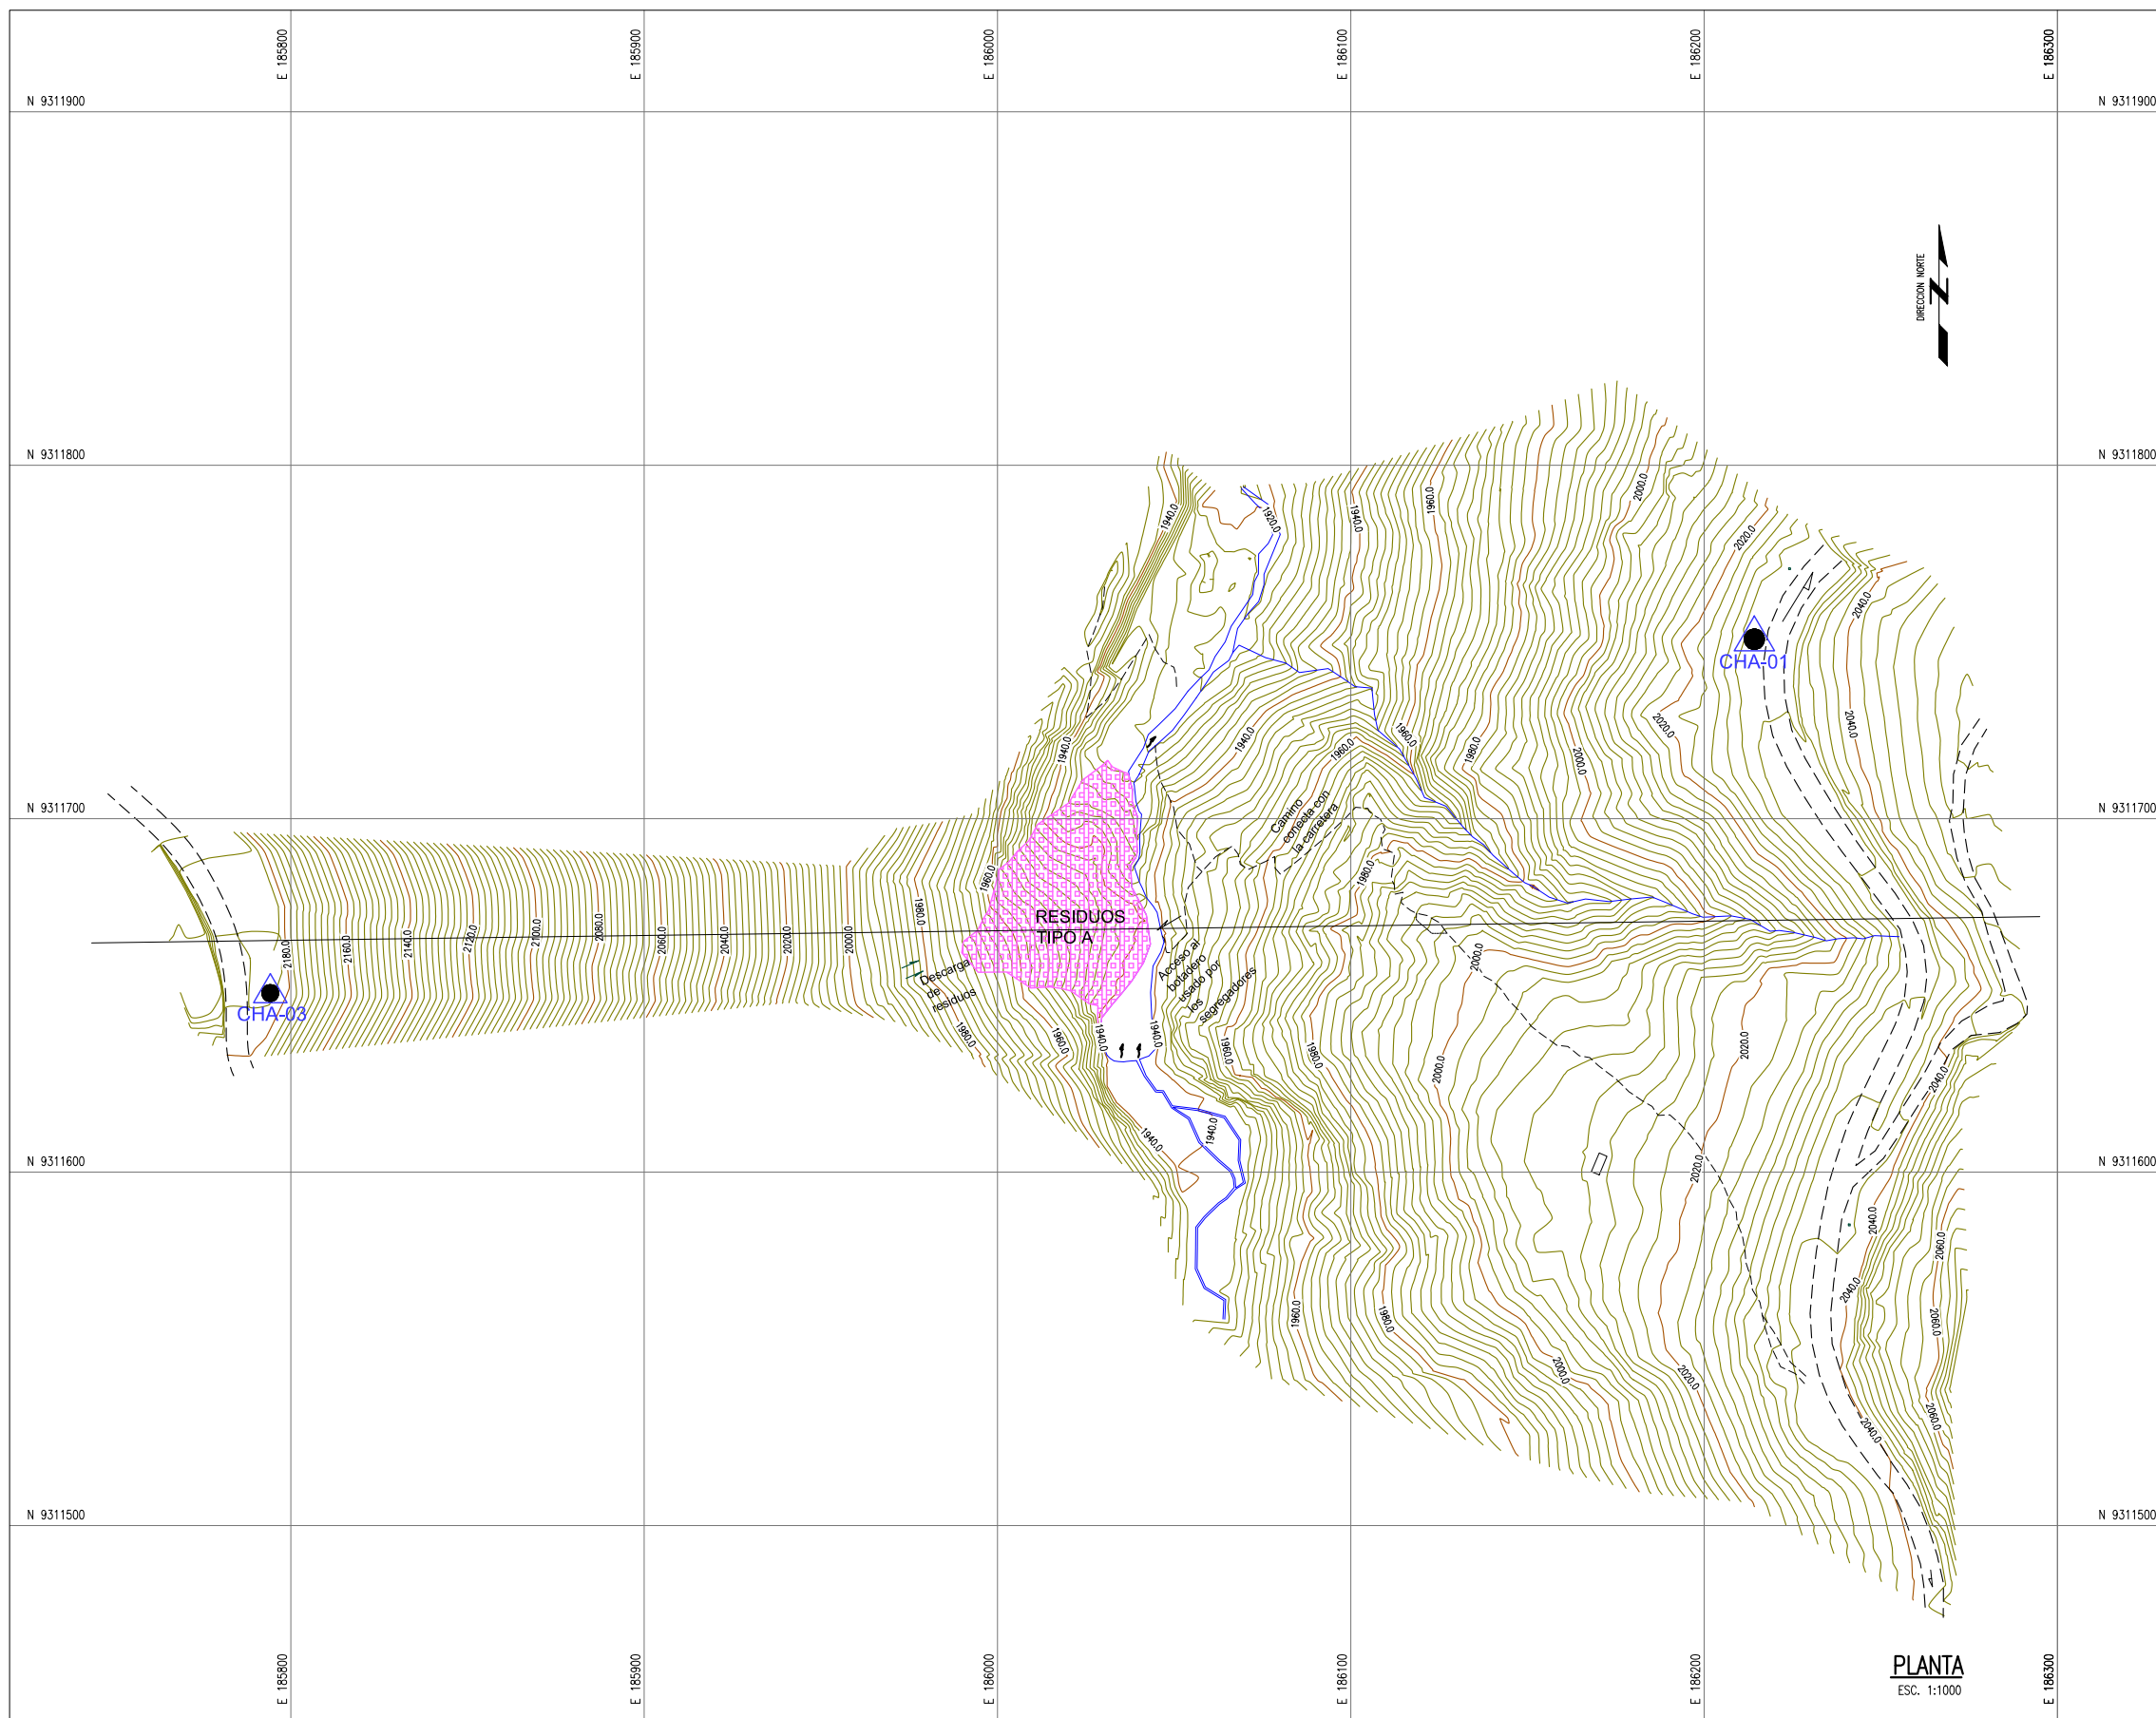 E 185800
E 185900
E 186000
E 186100
E 186200
E 186300
N 9311900
N 9311900
DIRECCION NORTE
N
N 9311800
N 9311800
2000.0
1960.0
1940.0
1920.0
1940.0
2020.0
2040.0
CHA-01
2020.0
2040.0
1940.0
1960.0
1960.0
1980.0
2000.0
1940.0
N 9311700
N 9311700
Camino
conecta con
la carretera
1980.0
1960.0
1980.0
RESIDUOS
TIPO A
2180.0
2160.0
2140.0
2120.0
2100.0
2080.0
2060.0
2040.0
2020.0
2000.0
2000.0
Descarga
de
residuos
Acceso al
botadero
usado por
los
segregadores
CHA-03
1980.0
1960.0
1940.0
1940.0
1960.0
1980.0
2000.0
2020.0
2040.0
1940.0
1940.0
N 9311600
N 9311600
2020.0
2040.0
2060.0
2040.0
1960.0
1980.0
2060.0
2000.0
2020.0
2040.0
2060.0
N 9311500
N 9311500
E 185800
E 185900
E 186000
E 186100
E 186200
E 186300
PLANTA
ESC. 1:1000